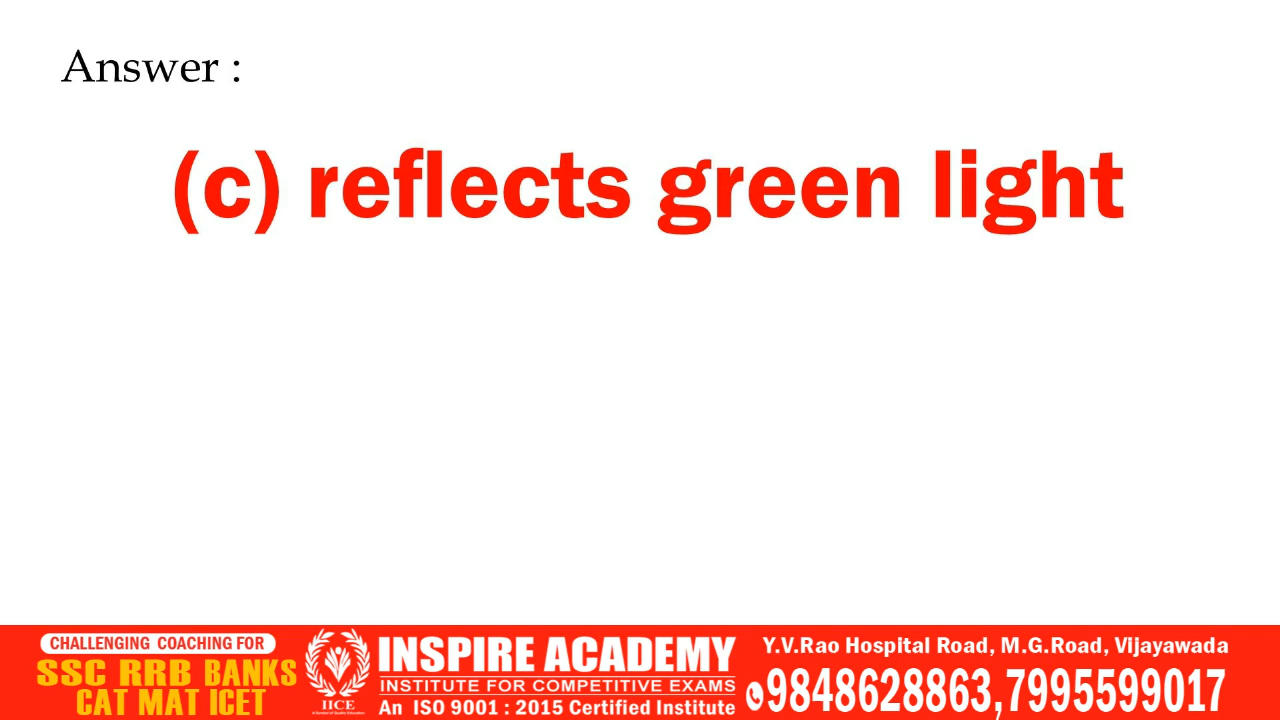 Answer :
(c) reflects green light
CHALLENGING COACHING FOR
SSC RRB BANKS
CAT MAT ICET
IICE
INSPIRE ACADEMY
INSTITUTE FOR COMPETITIVE EXAMS
An ISO 9001 : 2015 Certified Institute
Y.V.Rao Hospital Road, M.G.Road, Vijayawada
9848628863,7995599017